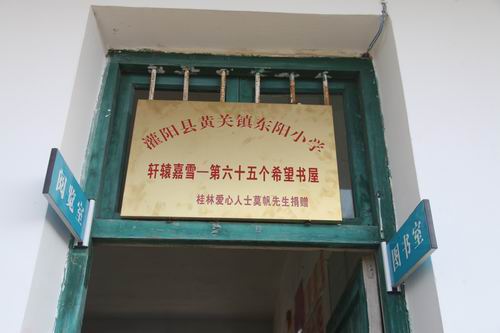 灌阳县黄关镇东阳小学
轩辕嘉雪—第六十五个希望书屋
桂林爱心人士莫帆先生捐赠
阅览室
图书室